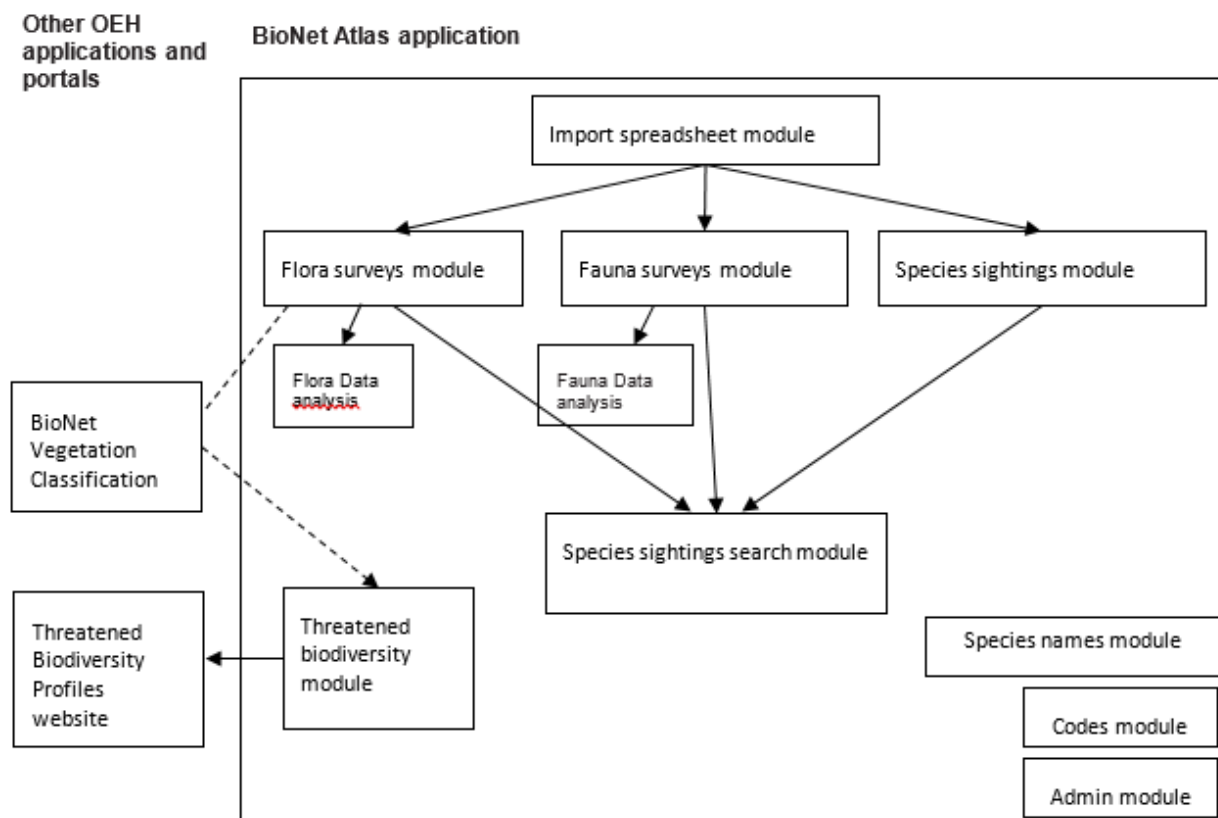 Other OEH
applications and
portals
BioNet Atlas application
Import spreadsheet module
Flora surveys module
Fauna surveys module
Species sightings module
Flora Data
analysis
Fauna Data
analysis
BioNet
Vegetation
Classification
Species sightings search module
Threatened
Biodiversity
Profiles
website
Threatened
biodiversity
module
Species names module
Codes module
Admin module